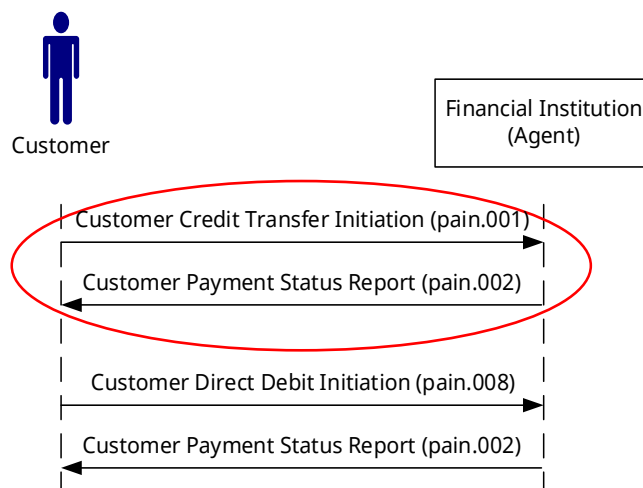 Customer
Financial Institution
(Agent)
Customer Credit Transfer Initiation (pain.001)
Customer Payment Status Report (pain.002)
Customer Direct Debit Initiation (pain.008)
Customer Payment Status Report (pain.002)